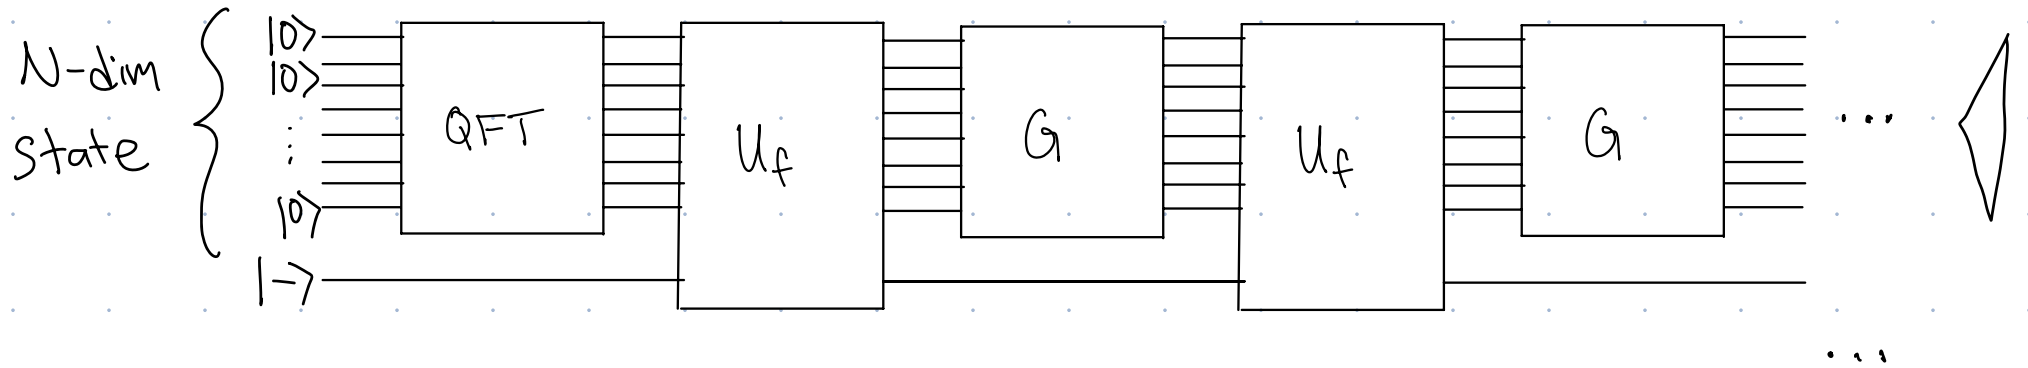 N-dim
state
|0>
|0>
⋮
|0>
|->
QFT
U_f
G
U_f
G
...
...